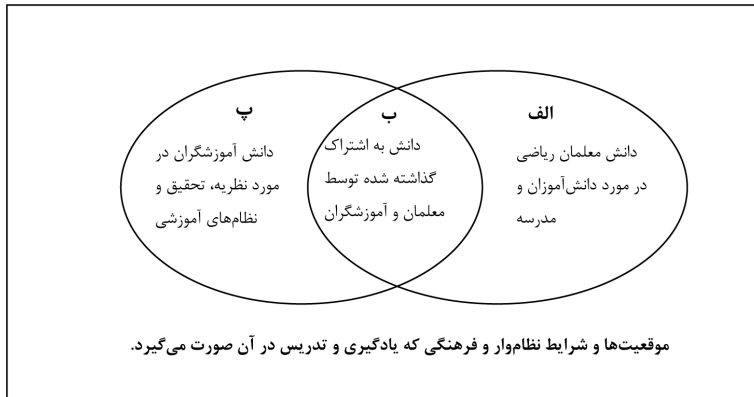 الف
دانش معلمان ریاضی
در مورد دانش‌آموزان و
مدرسه
ب
دانش به اشتراک
گذاشته شده توسط
معلمان و آموزشگران
پ
دانش آموزشگران در
مورد نظریه، تحقیق و
نظام‌های آموزشی
موقعیت‌ها و شرایط نظام‌وار و فرهنگی که یادگیری و تدریس در آن صورت می‌گیرد.